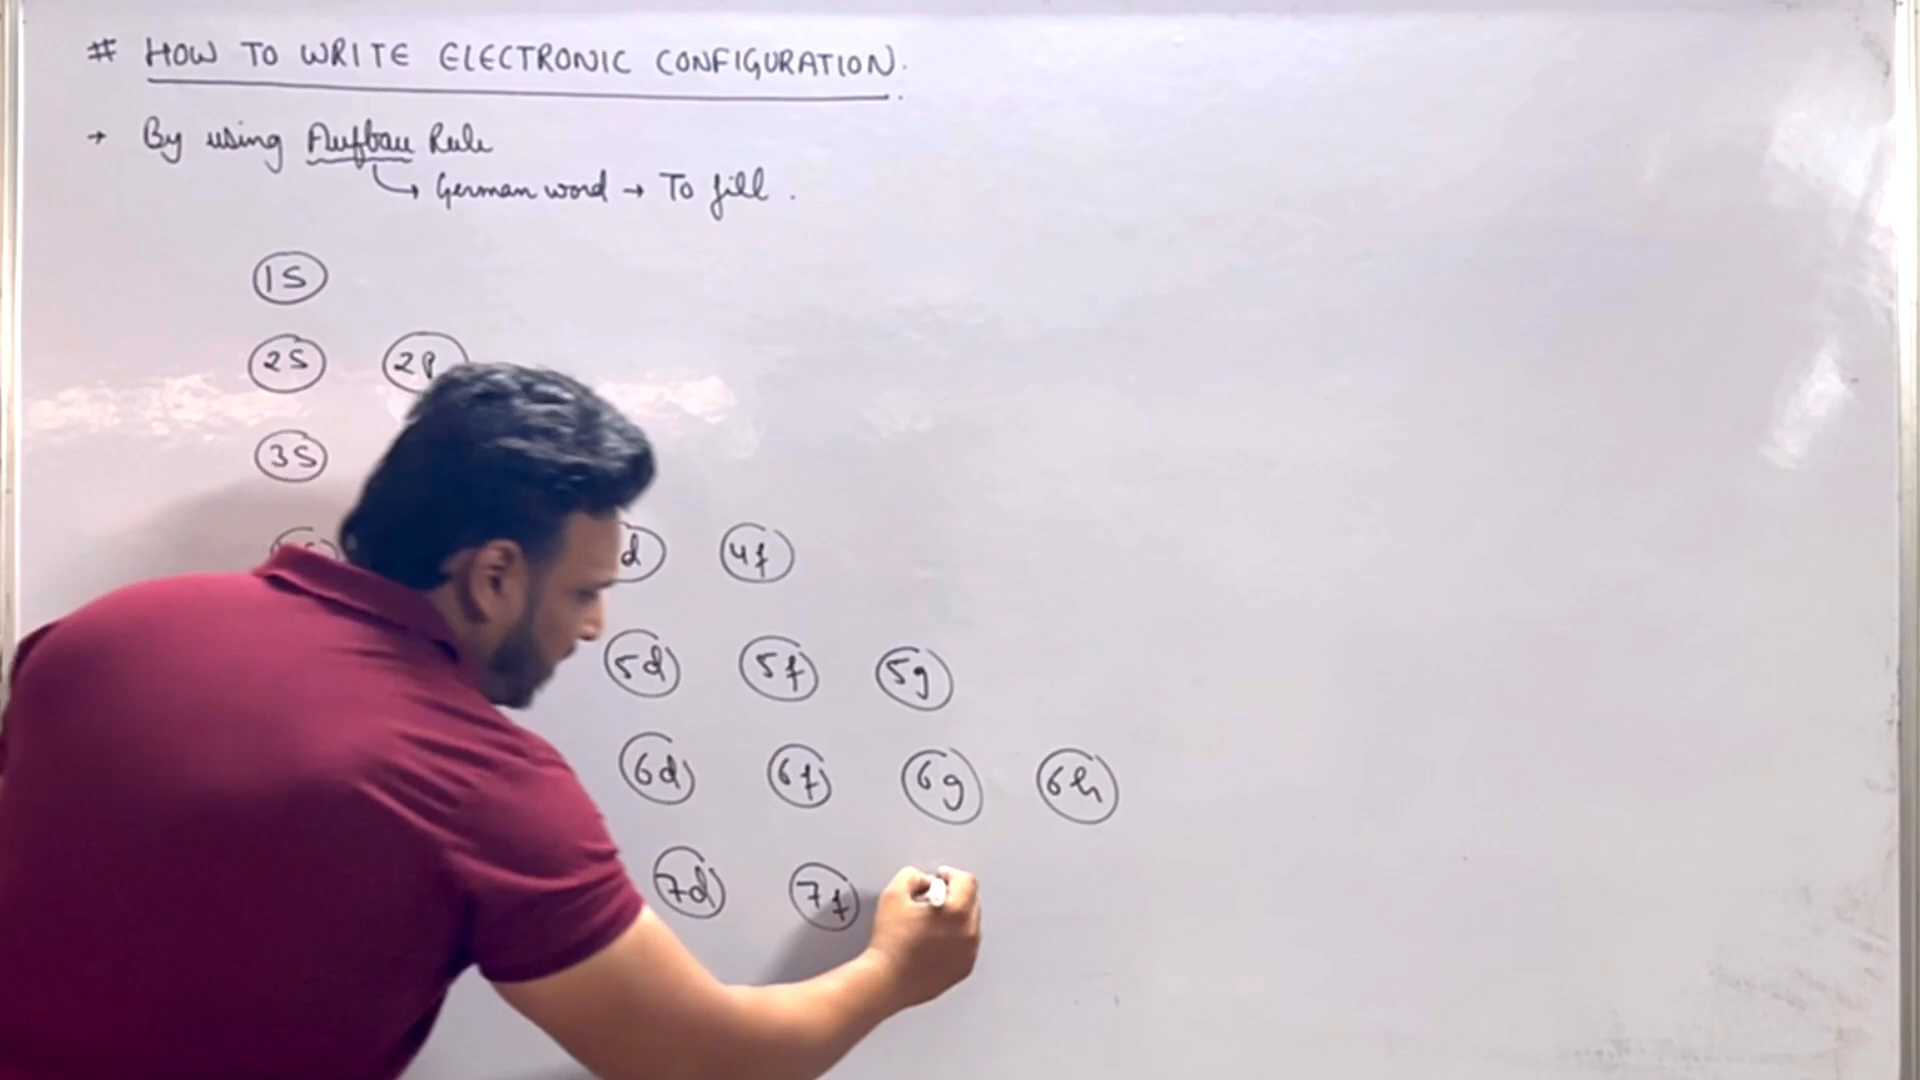 # HOW TO WRITE ELECTRONIC CONFIGURATION.
→ By using Aufbau Rule
German word → To fill .
1S
2S 2P
3S
4f
5d 5f 5g
6d 6f 6g 6h
7d 7f